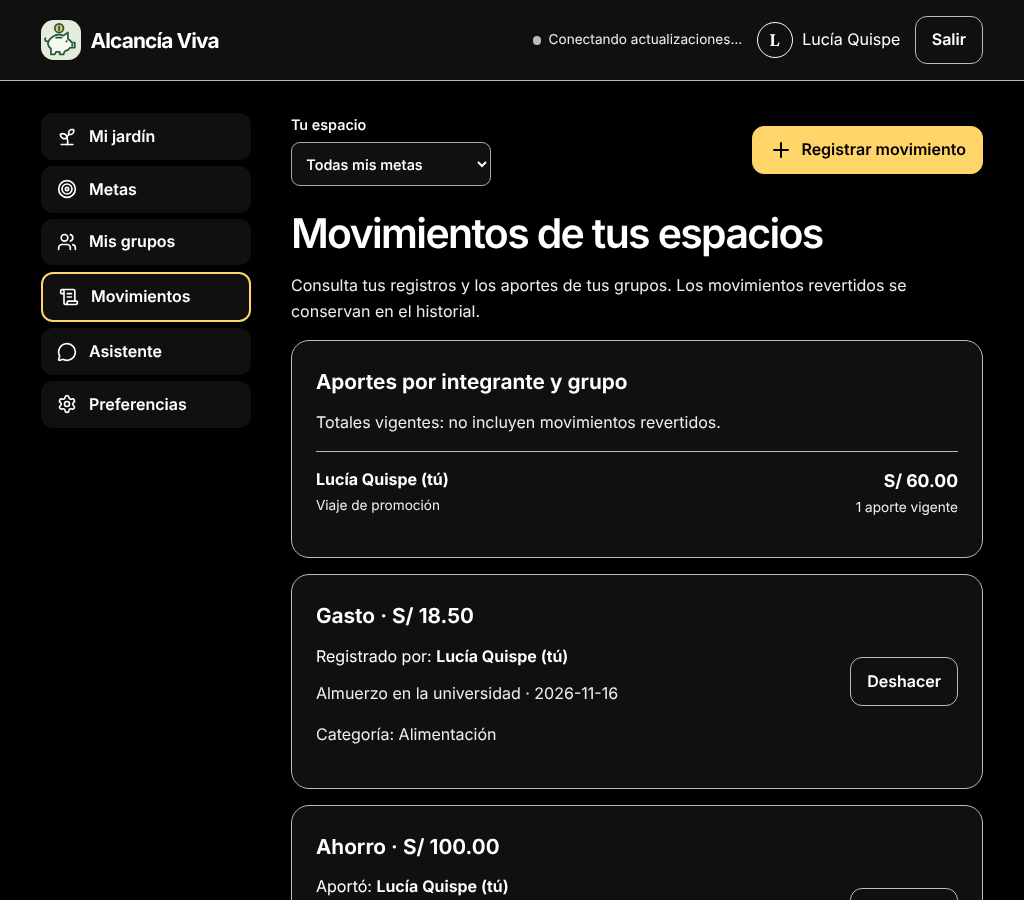 Alcancía Viva
Conectando actualizaciones...
L
Lucía Quispe
Salir
Mi jardín
Metas
Mis grupos
Movimientos
Asistente
Preferencias
Tu espacio
Todas mis metas
Registrar movimiento
Movimientos de tus espacios
Consulta tus registros y los aportes de tus grupos. Los movimientos revertidos se
conservan en el historial.
Aportes por integrante y grupo
Totales vigentes: no incluyen movimientos revertidos.
Lucía Quispe (tú)
S/ 60.00
Viaje de promoción
1 aporte vigente
Gasto · S/ 18.50
Registrado por: Lucía Quispe (tú)
Almuerzo en la universidad · 2026-11-16
Categoría: Alimentación
Deshacer
Ahorro · S/ 100.00
Aportó: Lucía Quispe (tú)